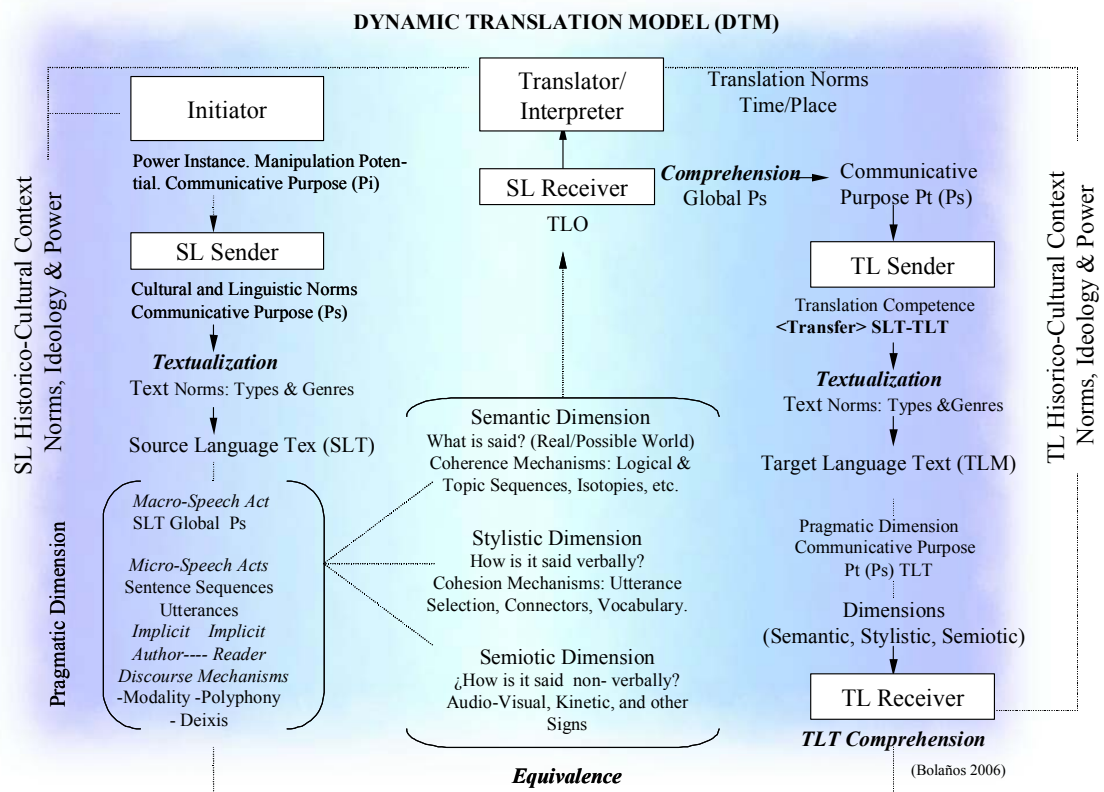 DYNAMIC TRANSLATION MODEL (DTM)
SL Historico-Cultural Context
Norms, Ideology & Power
Pragmatic Dimension
Initiator
Power Instance. Manipulation Poten-
tial. Communicative Purpose (Pi)
SL Sender
Cultural and Linguistic Norms
Communicative Purpose (Ps)
Textualization
Text Norms: Types & Genres
Source Language Tex (SLT)
Macro-Speech Act
SLT Global Ps
Micro-Speech Acts
Sentence Sequences
Utterances
Implicit Implicit
Author---- Reader
Discourse Mechanisms
-Modality -Polyphony
- Deixis
Translator/
Interpreter
SL Receiver
TLO
Semantic Dimension
What is said? (Real/Possible World)
Coherence Mechanisms: Logical &
Topic Sequences, Isotopies, etc.
Stylistic Dimension
How is it said verbally?
Cohesion Mechanisms: Utterance
Selection, Connectors, Vocabulary.
Semiotic Dimension
¿How is it said non- verbally?
Audio-Visual, Kinetic, and other
Signs
Equivalence
Translation Norms
Time/Place
Comprehension
Global Ps
Communicative
Purpose Pt (Ps)
TL Sender
Translation Competence
<Transfer> SLT-TLT
Textualization
Text Norms: Types &Genres
Target Language Text (TLM)
Pragmatic Dimension
Communicative Purpose
Pt (Ps) TLT
Dimensions
(Semantic, Stylistic, Semiotic)
TL Receiver
TLT Comprehension
(Bolaños 2006)
TL Hisorico-Cultural Context
Norms, Ideology & Power